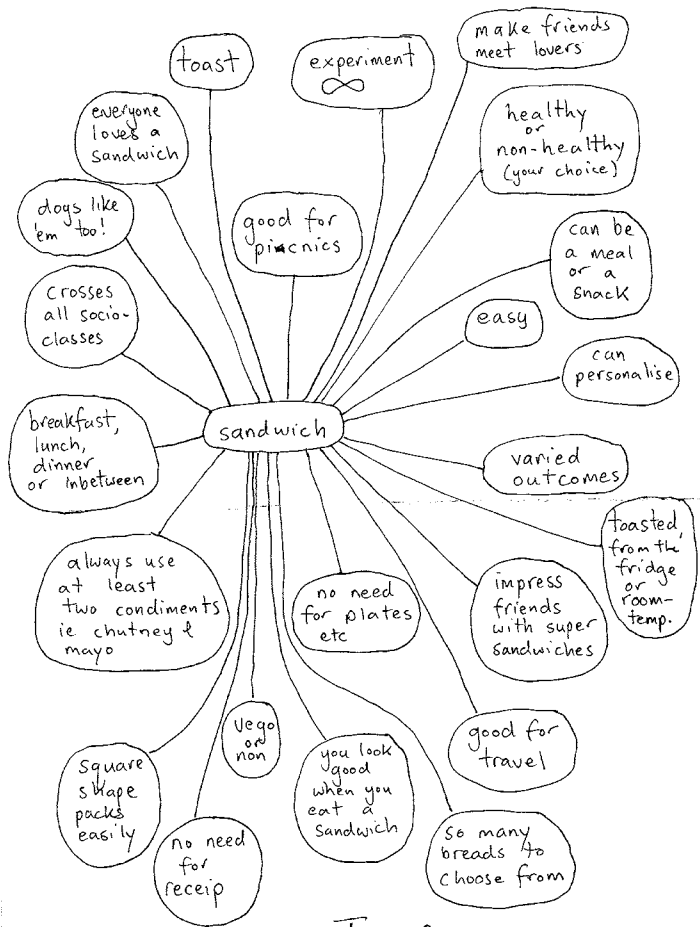 make friends
meet lovers
toast
experiment
∞
everyone
loves a
sandwich
healthy
or
non-healthy
(your choice)
dogs like
'em too!
good for
picnics
can be
a meal
or a
snack
crosses
all socio-
classes
easy
can
personalise
breakfast,
lunch,
dinner
or inbetween
sandwich
varied
outcomes
toasted,
from the
fridge
or
room-
temp.
always use
at least
two condiments
ie chutney &
mayo
no need
for plates
etc
impress
friends
with super
sandwiches
vego
or
non
good for
travel
square
shape
packs
easily
you look
good
when you
eat a
sandwich
no need
for
receip
so many
breads to
choose from